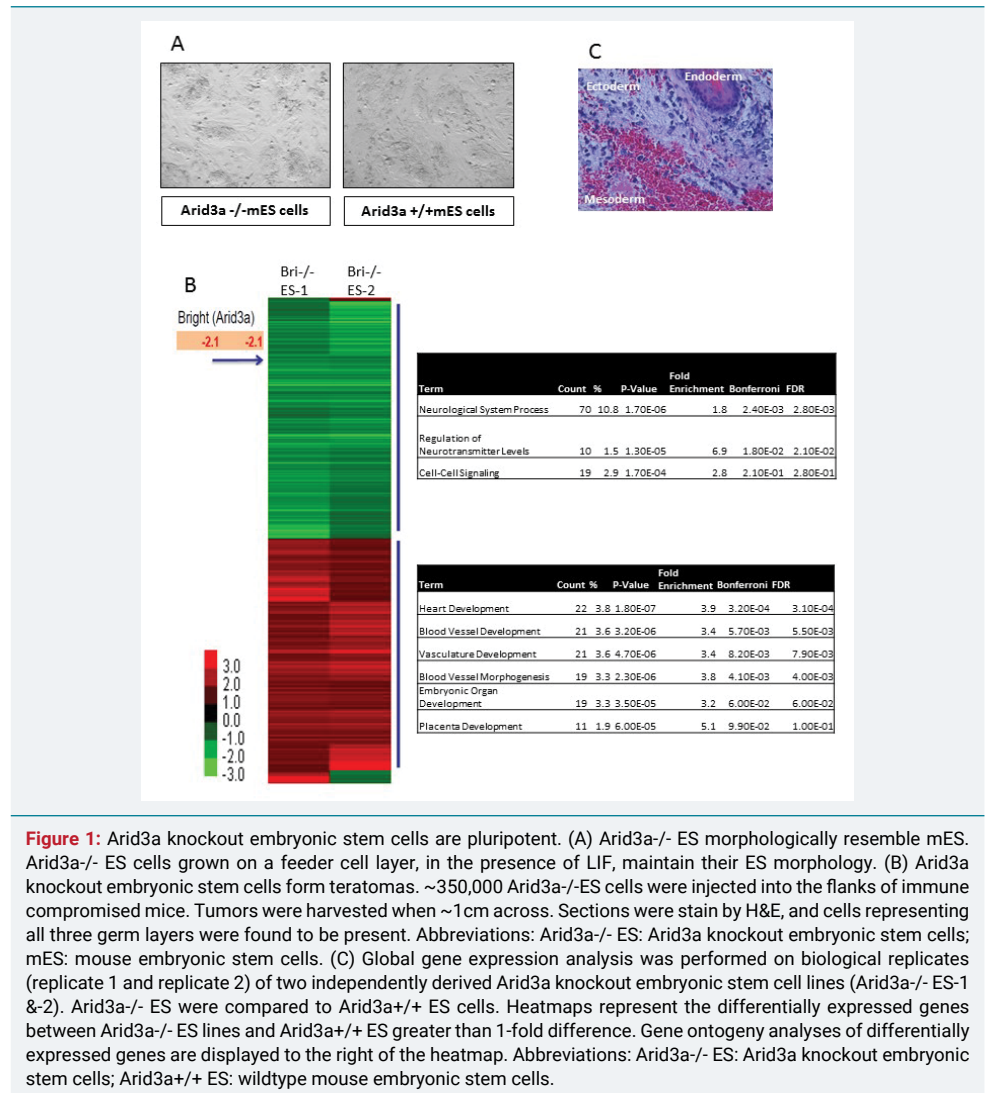 A
C
Ectoderm
Endoderm
Mesoderm
Arid3a -/-mES cells
Arid3a +/+mES cells
B
Bri-/-
ES-1
Bri-/-
ES-2
Bright (Arid3a)
-2.1 -2.1
Fold
Term Count % P-Value Enrichment Bonferroni FDR
Neurological System Process 70 10.8 1.70E-06 1.8 2.40E-03 2.80E-03
Regulation of
Neurotransmitter Levels 10 1.5 1.30E-05 6.9 1.80E-02 2.10E-02
Cell-Cell Signaling 19 2.9 1.70E-04 2.8 2.10E-01 2.80E-01
Fold
Term Count % P-Value Enrichment Bonferroni FDR
Heart Development 22 3.8 1.80E-07 3.9 3.20E-04 3.10E-04
Blood Vessel Development 21 3.6 3.20E-06 3.4 5.70E-03 5.50E-03
Vasculature Development 21 3.6 4.70E-06 3.4 8.20E-03 7.90E-03
Blood Vessel Morphogenesis 19 3.3 2.30E-06 3.8 4.10E-03 4.00E-03
Embryonic Organ
Development 19 3.3 3.50E-05 3.2 6.00E-02 6.00E-02
Placenta Development 11 1.9 6.00E-05 5.1 9.90E-02 1.00E-01
3.0
2.0
1.0
0.0
-1.0
-2.0
-3.0
Figure 1: Arid3a knockout embryonic stem cells are pluripotent. (A) Arid3a-/- ES morphologically resemble mES.
Arid3a-/- ES cells grown on a feeder cell layer, in the presence of LIF, maintain their ES morphology. (B) Arid3a
knockout embryonic stem cells form teratomas. ~350,000 Arid3a-/-ES cells were injected into the flanks of immune
compromised mice. Tumors were harvested when ~1cm across. Sections were stain by H&E, and cells representing
all three germ layers were found to be present. Abbreviations: Arid3a-/- ES: Arid3a knockout embryonic stem cells;
mES: mouse embryonic stem cells. (C) Global gene expression analysis was performed on biological replicates
(replicate 1 and replicate 2) of two independently derived Arid3a knockout embryonic stem cell lines (Arid3a-/- ES-1
&-2). Arid3a-/- ES were compared to Arid3a+/+ ES cells. Heatmaps represent the differentially expressed genes
between Arid3a-/- ES lines and Arid3a+/+ ES greater than 1-fold difference. Gene ontogeny analyses of differentially
expressed genes are displayed to the right of the heatmap. Abbreviations: Arid3a-/- ES: Arid3a knockout embryonic
stem cells; Arid3a+/+ ES: wildtype mouse embryonic stem cells.